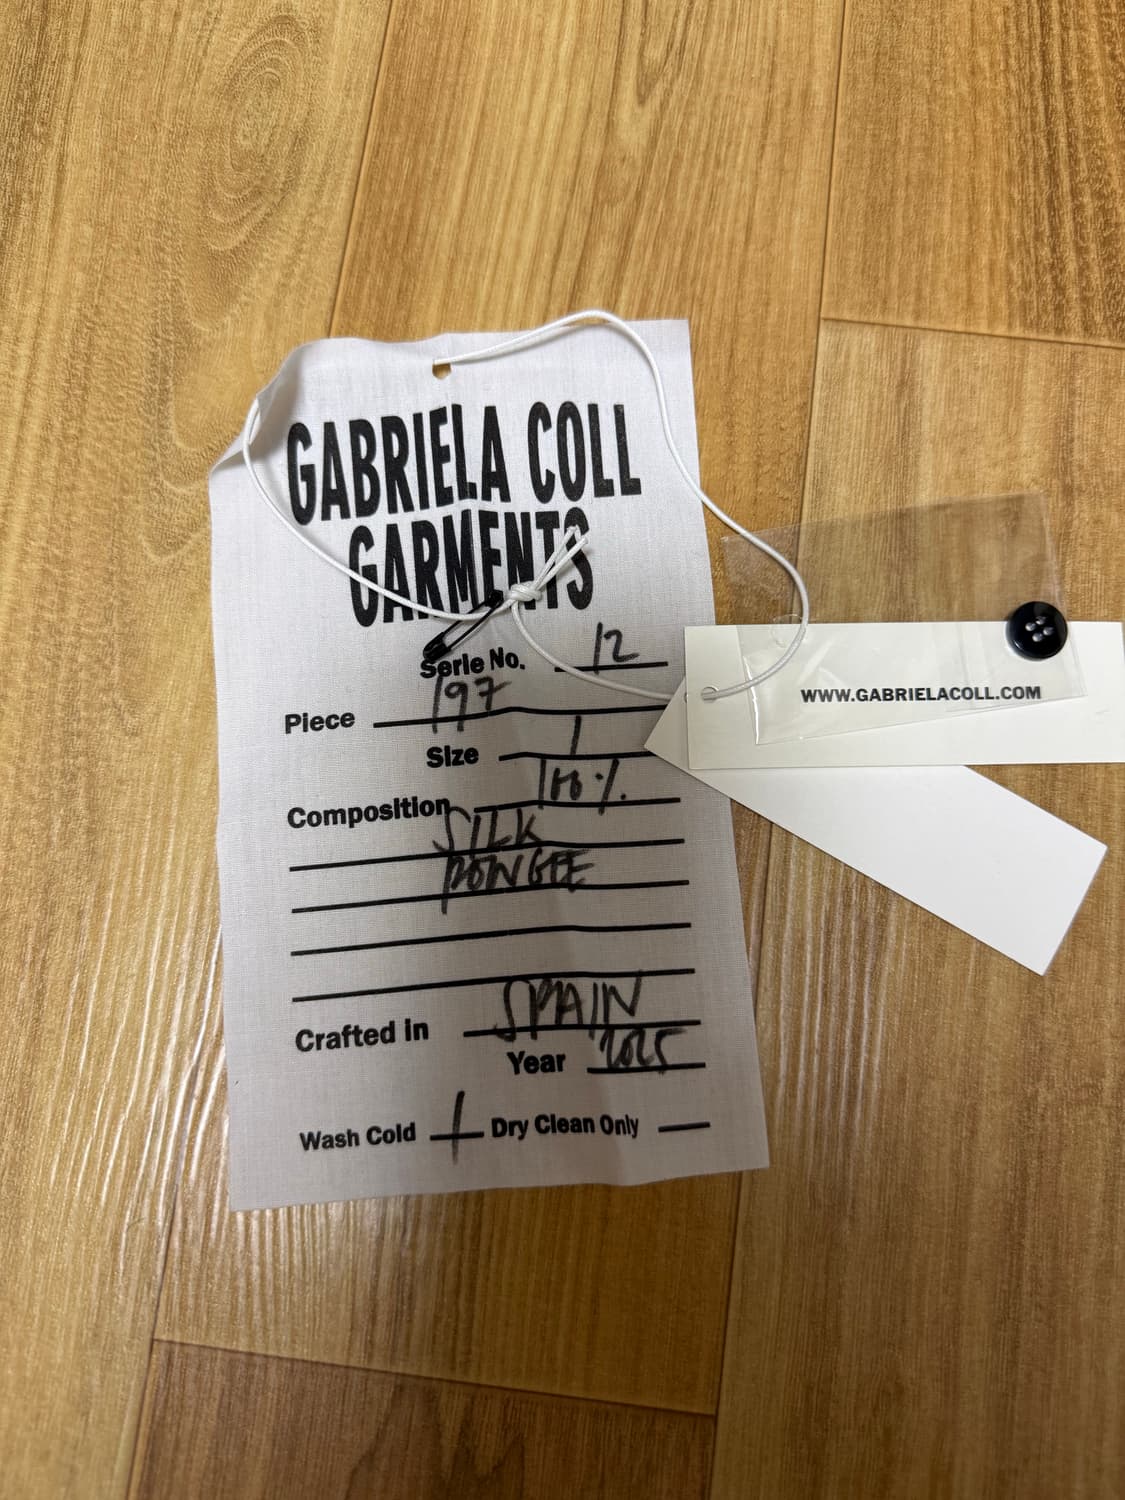 GABRIELA COLL
GARMENTS
Serie No. 12
Piece 197
Size 1
Composition 100%
SILK
PONGEE
Crafted in SPAIN
Year 2025
Wash Cold / Dry Clean Only
WWW.GABRIELACOLL.COM